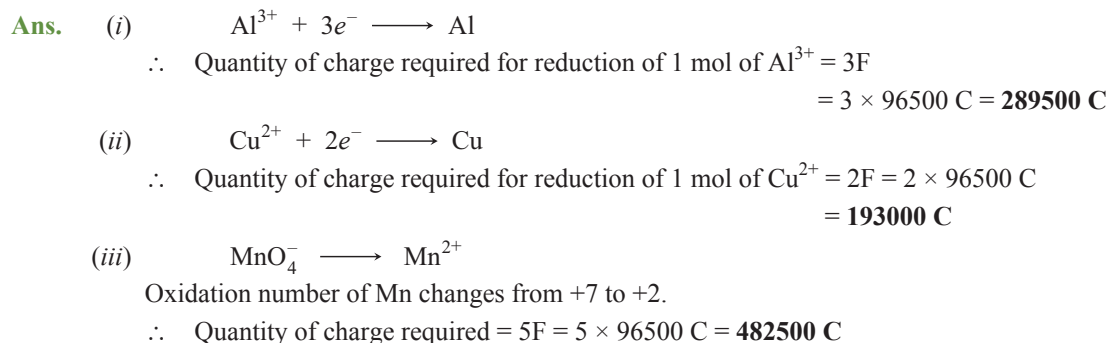 Ans. (i) Al³⁺ + 3e⁻ ⟶ Al
∴ Quantity of charge required for reduction of 1 mol of Al³⁺ = 3F
= 3 × 96500 C = 289500 C
(ii) Cu²⁺ + 2e⁻ ⟶ Cu
∴ Quantity of charge required for reduction of 1 mol of Cu²⁺ = 2F = 2 × 96500 C
= 193000 C
(iii) MnO₄⁻ ⟶ Mn²⁺
Oxidation number of Mn changes from +7 to +2.
∴ Quantity of charge required = 5F = 5 × 96500 C = 482500 C